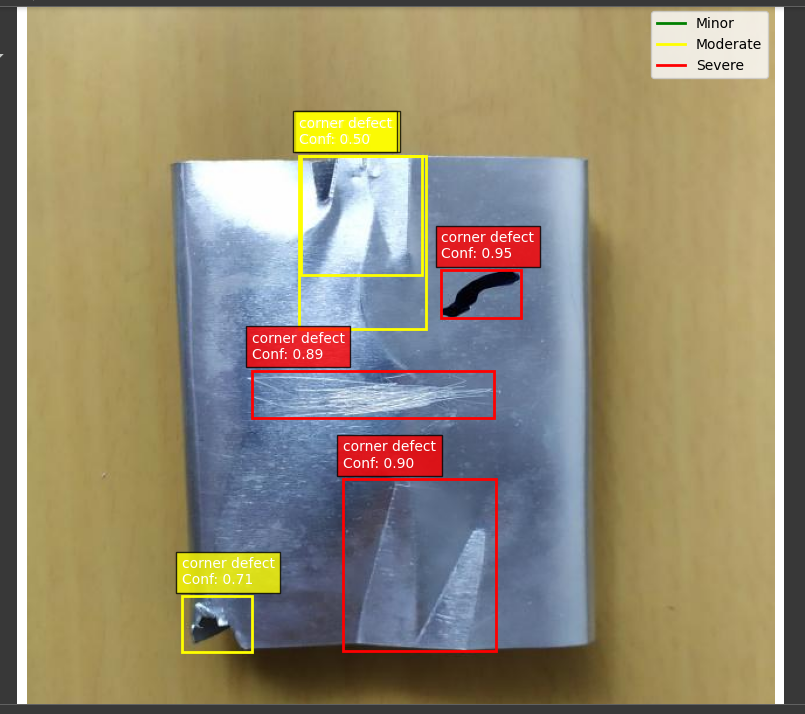 Minor
Moderate
Severe
corner defect
Conf: 0.50
corner defect
Conf: 0.95
corner defect
Conf: 0.89
corner defect
Conf: 0.90
corner defect
Conf: 0.71